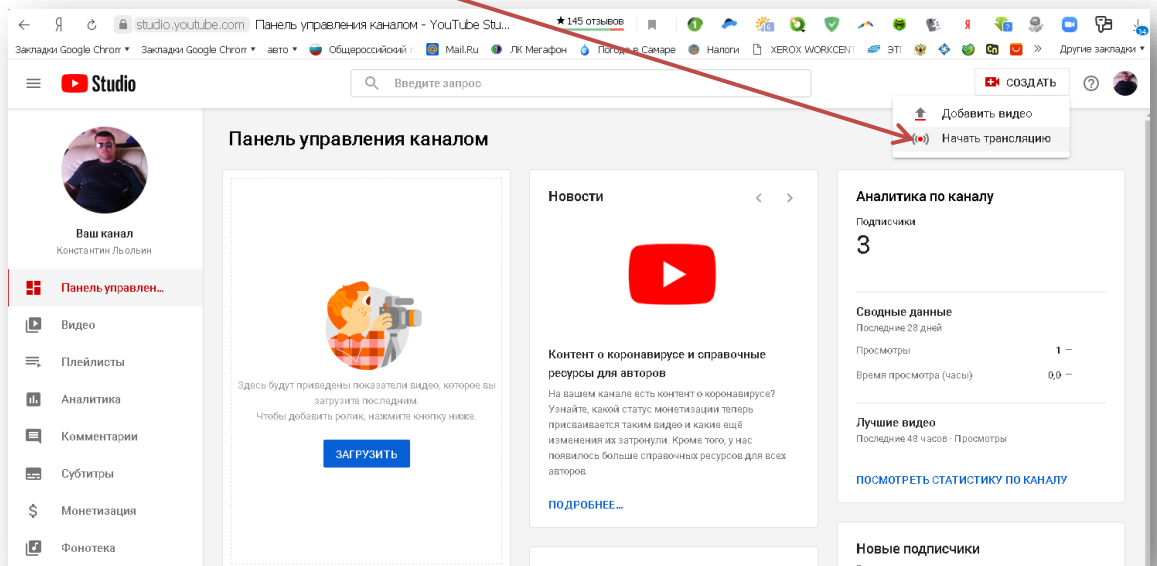 studio.youtube.com Панель управления каналом - YouTube Stu... ★145 отзывов
Закладки Google Chrom Закладки Google Chrom авто Общероссийский Mail.Ru ЛК Мегафон Погода в Самаре Налоги XEROX WORKCENT ЭТГ » Другие закладки
Studio
Введите запрос
СОЗДАТЬ
Добавить видео
Начать трансляцию
Ваш канал
Константин Льольин
Панель управлен...
Видео
Плейлисты
Аналитика
Комментарии
Субтитры
Монетизация
Фонотека
Панель управления каналом
Здесь будут приведены показатели видео, которое вы
загрузите последним.
Чтобы добавить ролик, нажмите кнопку ниже.
ЗАГРУЗИТЬ
Новости
Контент о коронавирусе и справочные
ресурсы для авторов
На вашем канале есть контент о коронавирусе?
Узнайте, какой статус монетизации теперь
присваивается таким видео и какие ещё
изменения их затронули. Кроме того, у нас
появилось больше справочных ресурсов для всех
авторов.
ПОДРОБНЕЕ...
Аналитика по каналу
Подписчики
3
Сводные данные
Последние 28 дней
Просмотры 1 —
Время просмотра (часы) 0,0 —
Лучшие видео
Последние 48 часов · Просмотры
ПОСМОТРЕТЬ СТАТИСТИКУ ПО КАНАЛУ
Новые подписчики